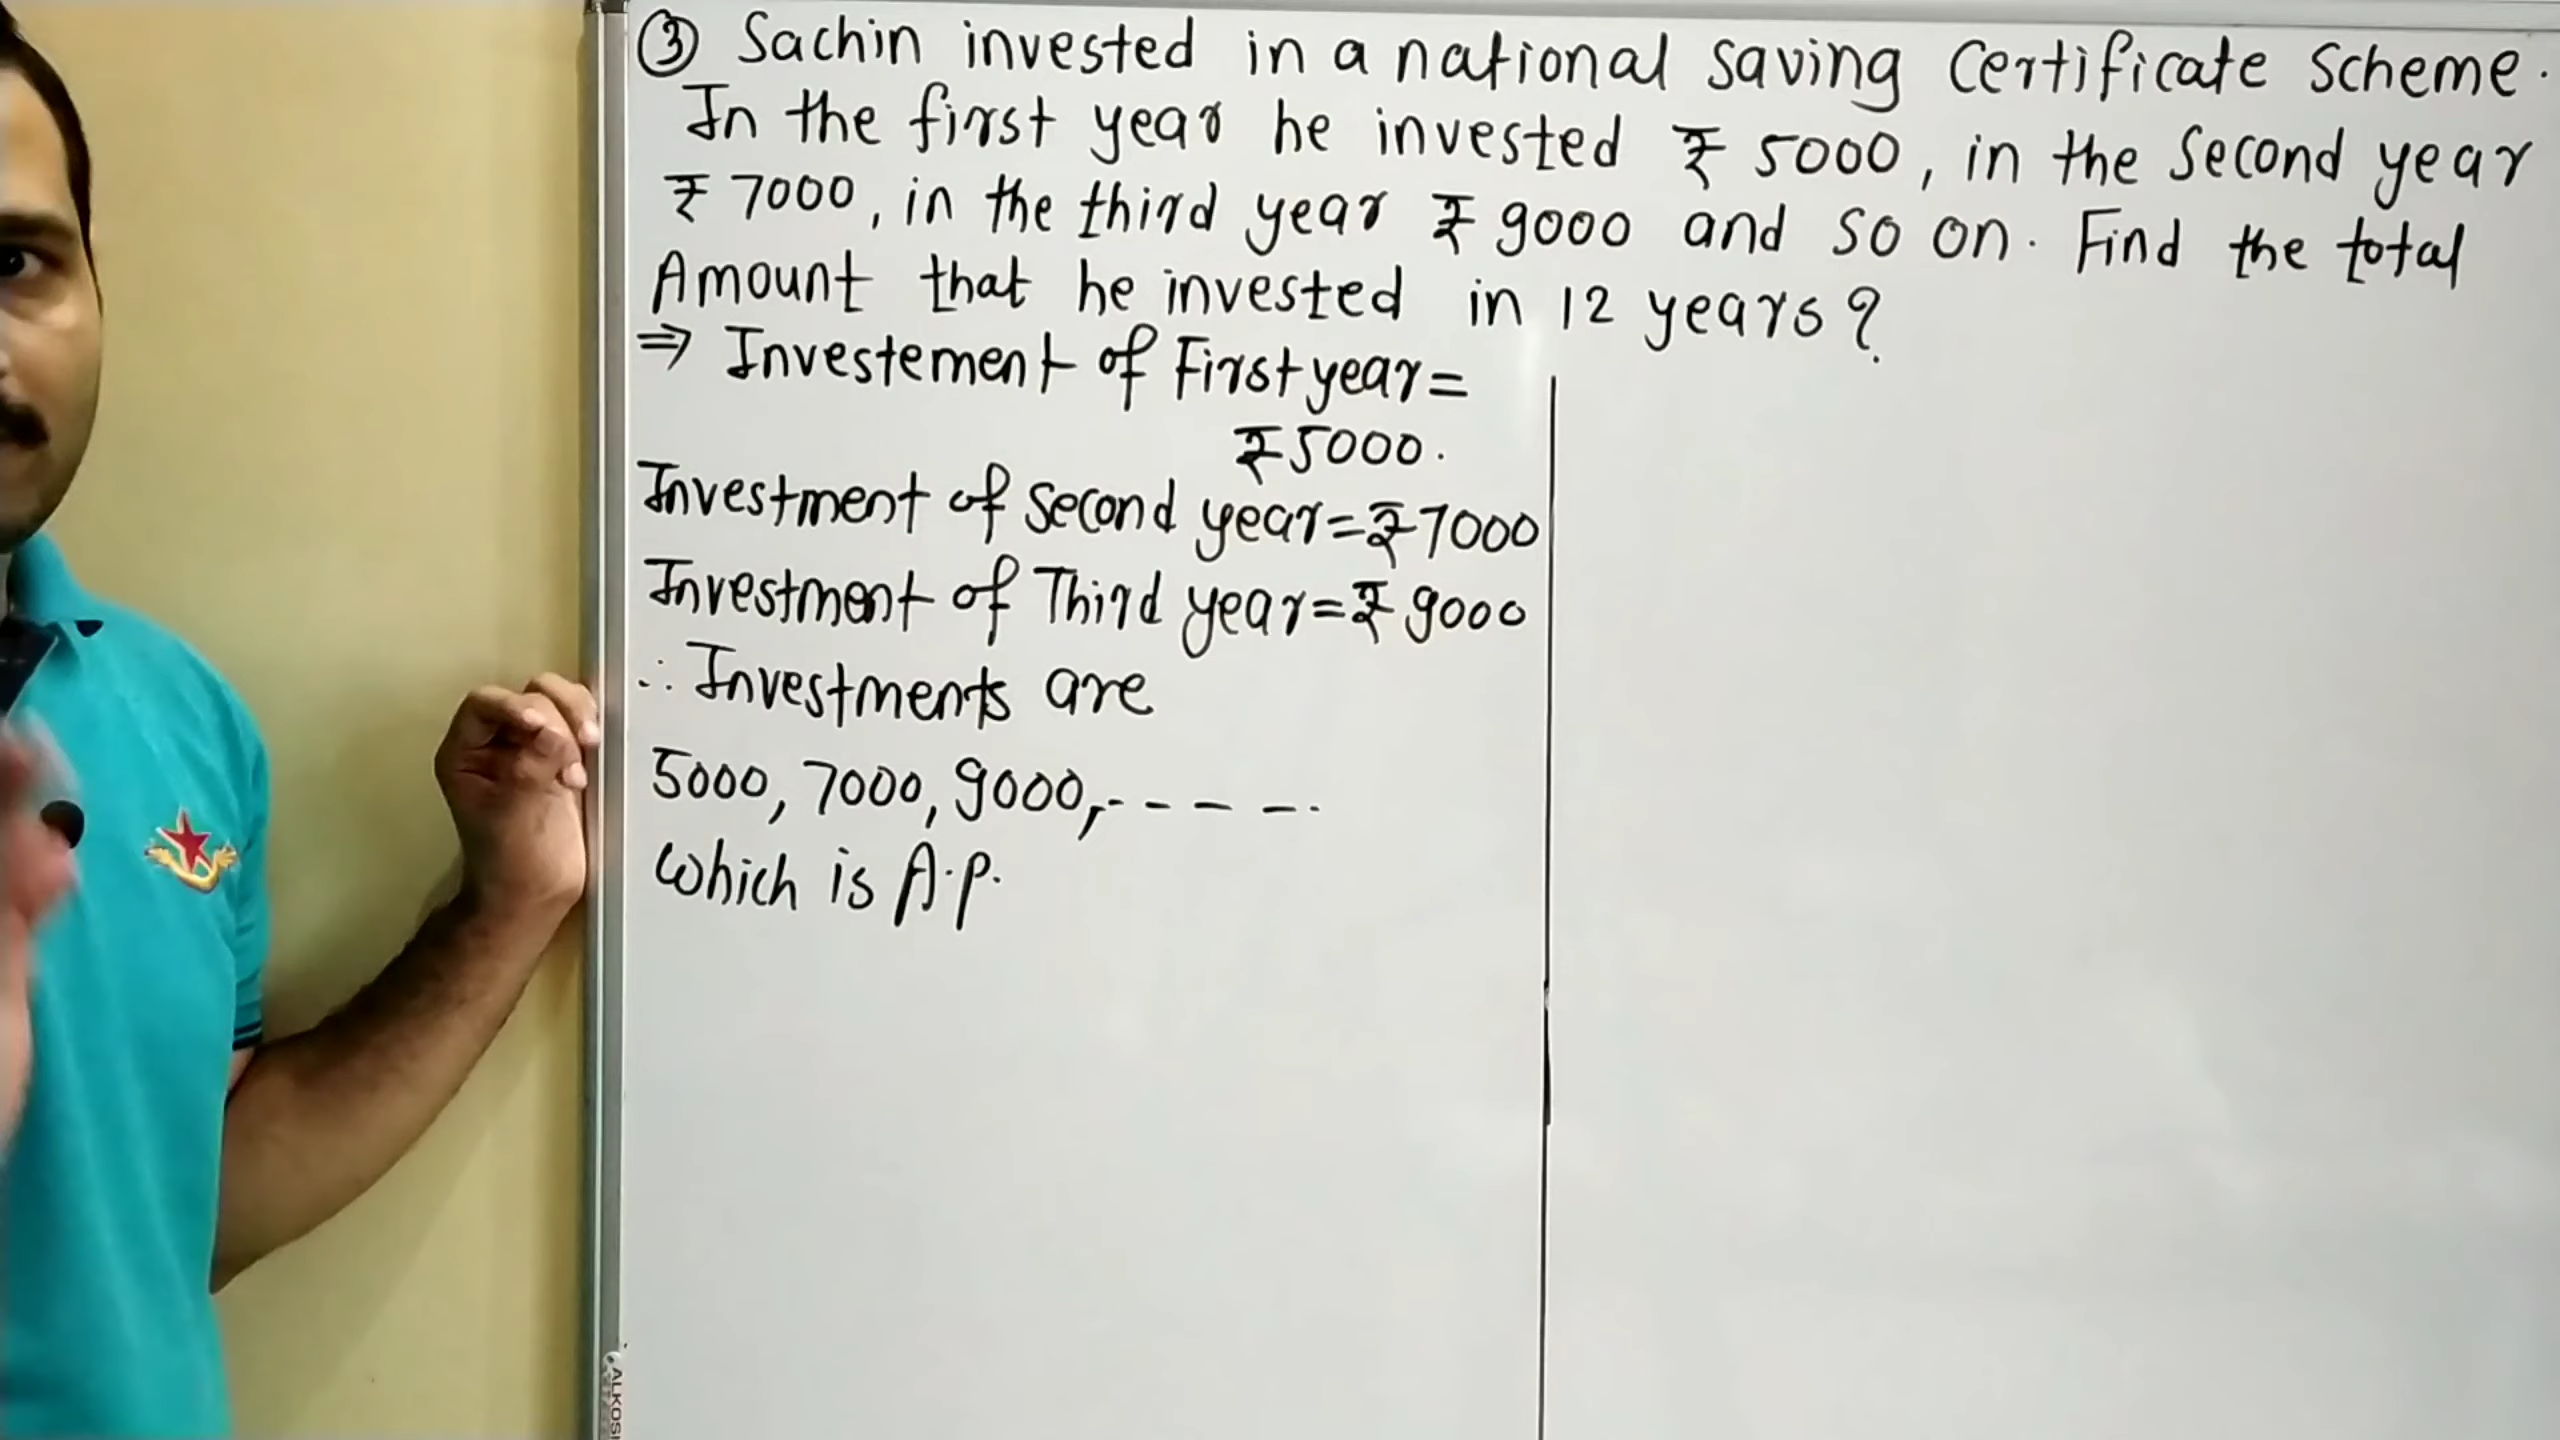 ③ Sachin invested in a national saving certificate scheme.
In the first year he invested ₹ 5000, in the second year
₹ 7000, in the third year ₹ 9000 and so on. Find the total
Amount that he invested in 12 years?
⇒ Investement of First year =
₹ 5000.
Investment of second year = ₹ 7000
Investment of Third year = ₹ 9000
∴ Investments are
5000, 7000, 9000, - - - - -
which is A.P.